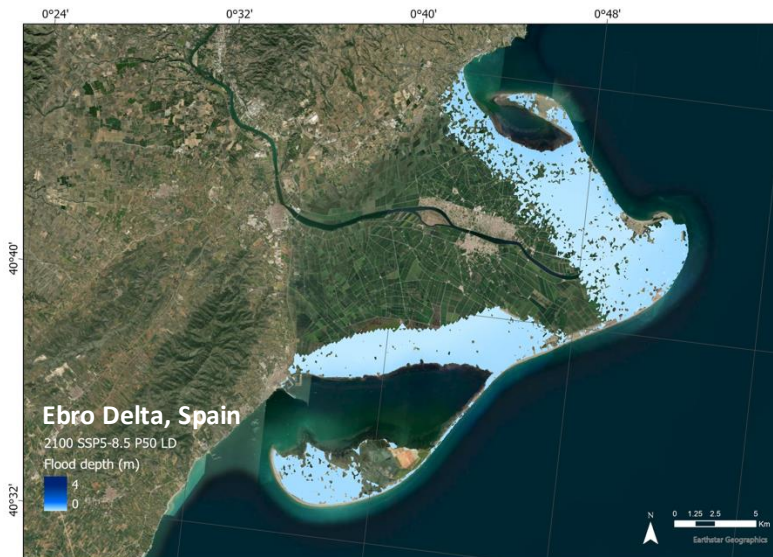 0°24' 0°32' 0°40' 0°48'
40°40'
40°32'
Ebro Delta, Spain
2100 SSP5-8.5 P50 LD
Flood depth (m)
4
0
N
0 1.25 2.5 5
Km
Earthstar Geographics